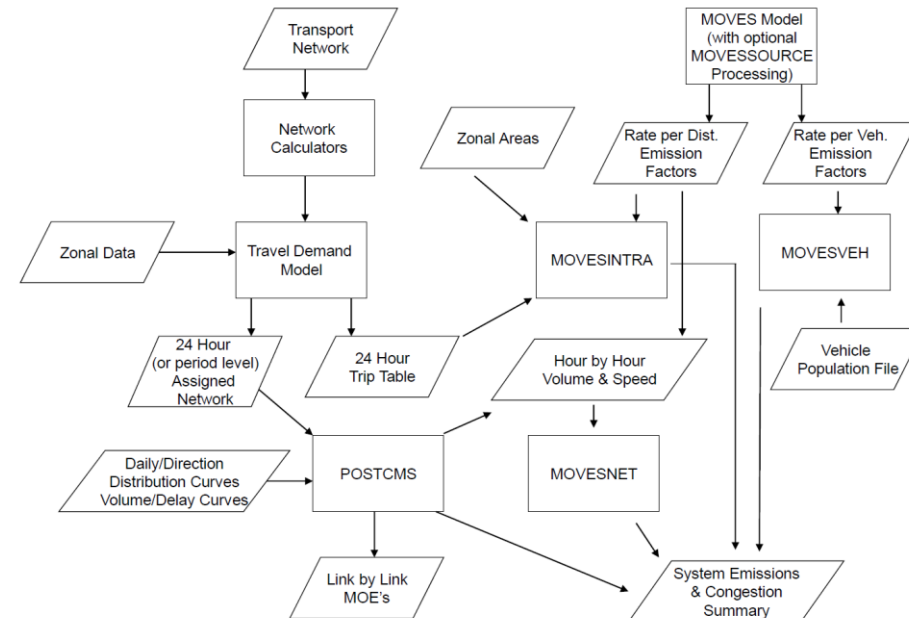 Transport
Network
MOVES Model
(with optional
MOVESSOURCE
Processing)
Network
Calculators
Zonal Areas
Rate per Dist.
Emission
Factors
Rate per Veh.
Emission
Factors
Zonal Data
Travel Demand
Model
MOVESINTRA
MOVESVEH
24 Hour
(or period level)
Assigned
Network
24 Hour
Trip Table
Hour by Hour
Volume & Speed
Vehicle
Population File
Daily/Direction
Distribution Curves
Volume/Delay Curves
POSTCMS
MOVESNET
Link by Link
MOE's
System Emissions
& Congestion
Summary